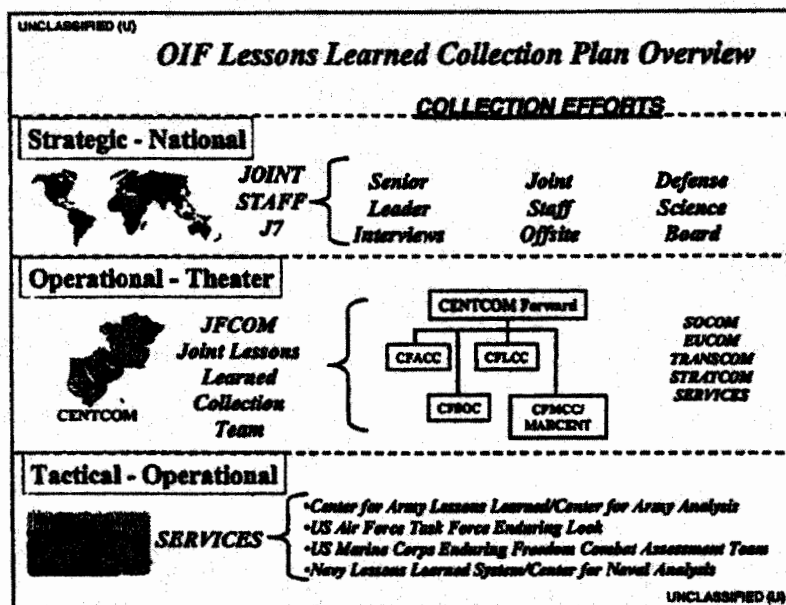 UNCLASSIFIED (U)
OIF Lessons Learned Collection Plan Overview
COLLECTION EFFORTS
Strategic - National
JOINT
STAFF
J7
Senior
Leader
Interviews
Joint
Staff
Offsite
Defense
Science
Board
Operational - Theater
CENTCOM
JFCOM
Joint Lessons
Learned
Collection
Team
CENTCOM Forward
CFACC
CFLCC
CFSOC
CFMCC/
MARCENT
SOCOM
EUCOM
TRANSCOM
STRATCOM
SERVICES
Tactical - Operational
SERVICES
•Center for Army Lessons Learned/Center for Army Analysis
•US Air Force Task Force Enduring Look
•US Marine Corps Enduring Freedom Combat Assessment Team
•Navy Lessons Learned System/Center for Naval Analysis
UNCLASSIFIED (U)